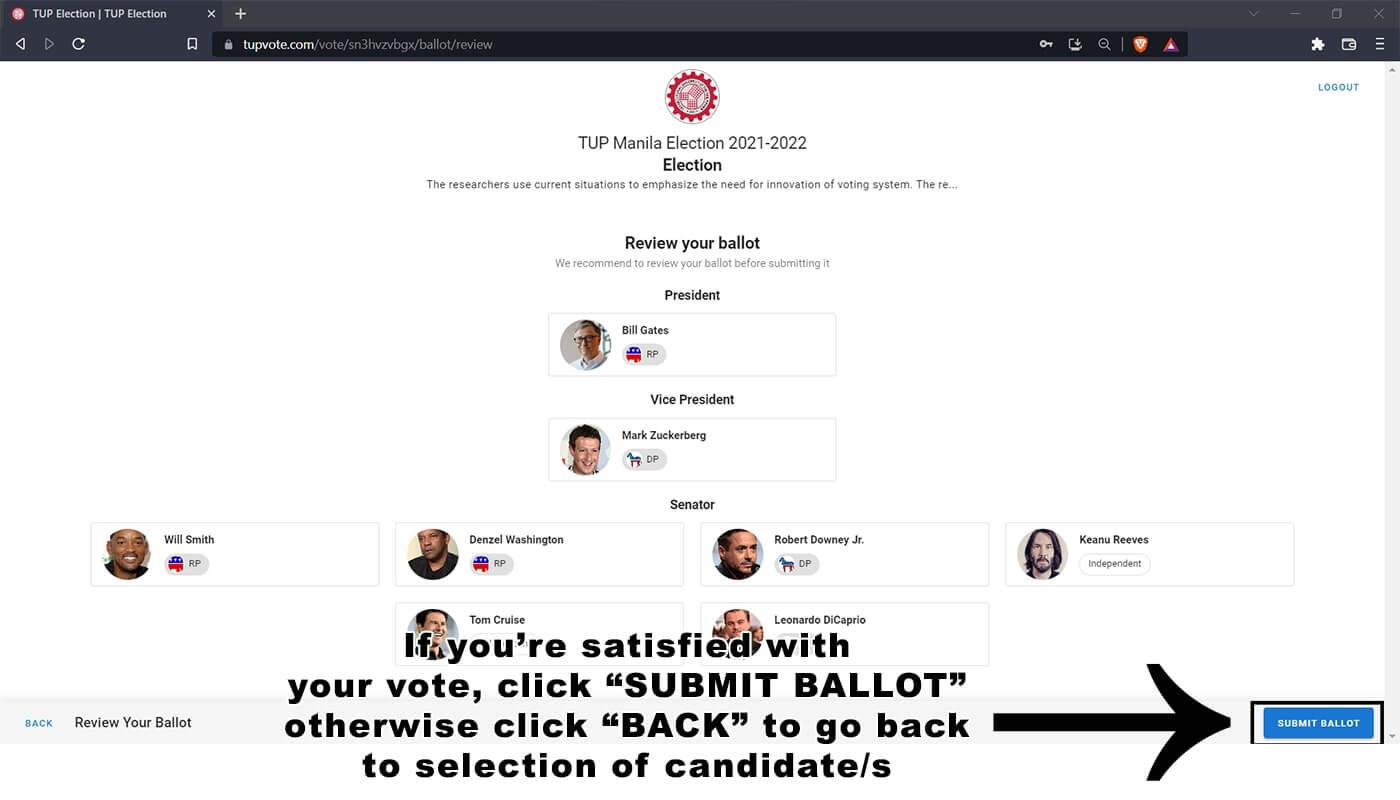 TUP Election | TUP Election
tupvote.com/vote/sn3hvzvbgx/ballot/review
LOGOUT
TUP Manila Election 2021-2022
Election
The researchers use current situations to emphasize the need for innovation of voting system. The re...
Review your ballot
We recommend to review your ballot before submitting it
President
Bill Gates
RP
Vice President
Mark Zuckerberg
DP
Senator
Will Smith
RP
Denzel Washington
RP
Robert Downey Jr.
DP
Keanu Reeves
Independent
Tom Cruise
Leonardo DiCaprio
If you’re satisfied with
your vote, click “SUBMIT BALLOT”
otherwise click “BACK” to go back
to selection of candidate/s
BACK
Review Your Ballot
SUBMIT BALLOT